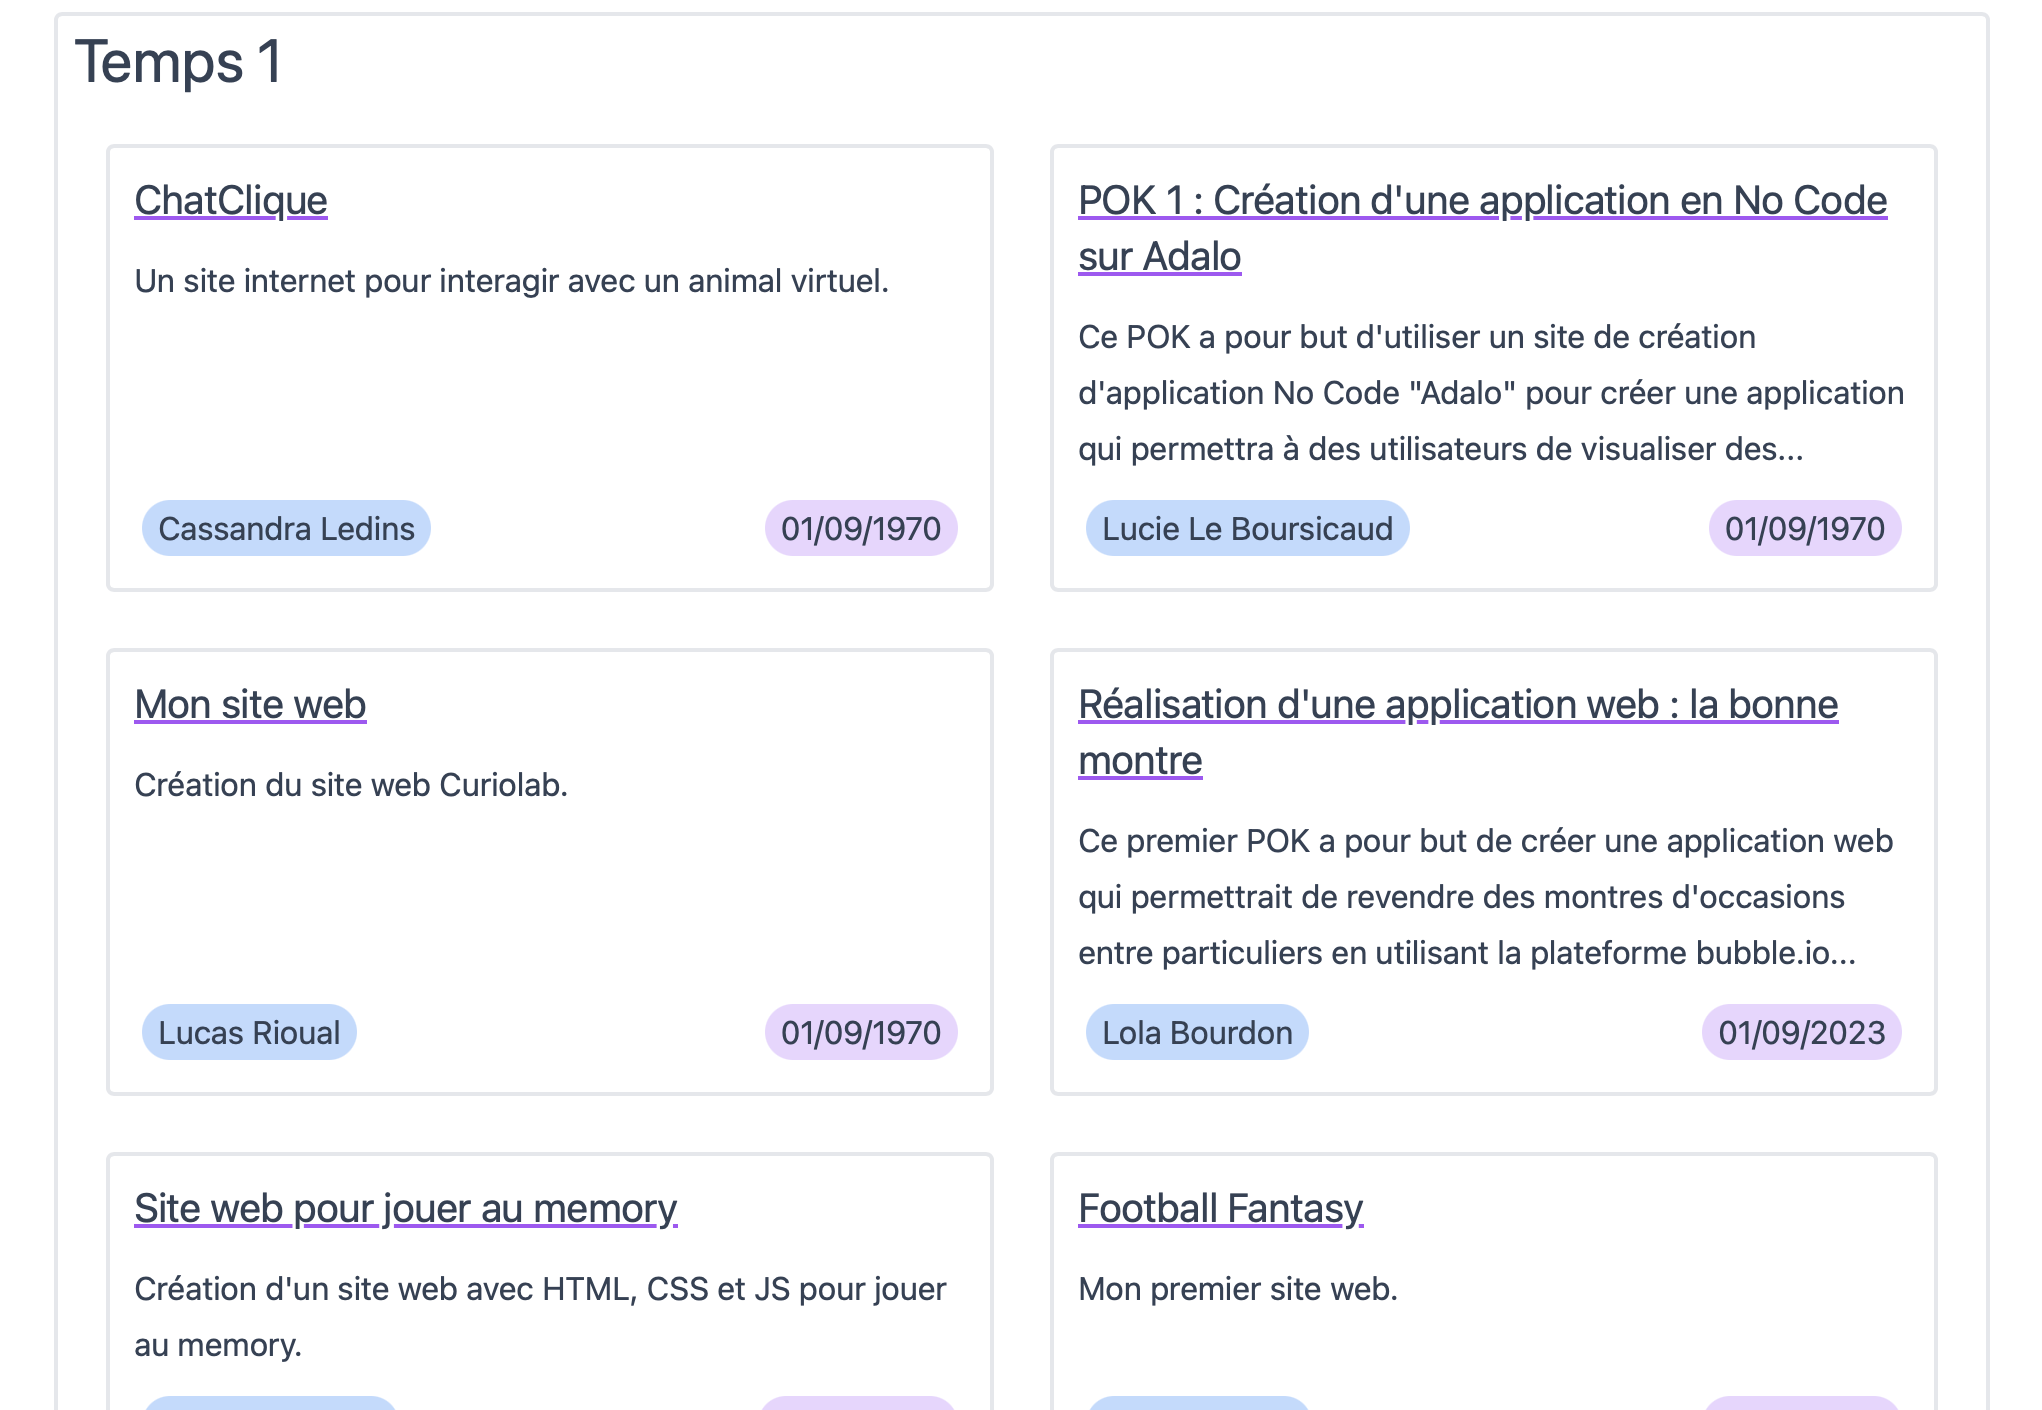 Temps 1
ChatClique
Un site internet pour interagir avec un animal virtuel.
Cassandra Ledins
01/09/1970
POK 1 : Création d'une application en No Code
sur Adalo
Ce POK a pour but d'utiliser un site de création
d'application No Code "Adalo" pour créer une application
qui permettra à des utilisateurs de visualiser des...
Lucie Le Boursicaud
01/09/1970
Mon site web
Création du site web Curiolab.
Lucas Rioual
01/09/1970
Réalisation d'une application web : la bonne
montre
Ce premier POK a pour but de créer une application web
qui permettrait de revendre des montres d'occasions
entre particuliers en utilisant la plateforme bubble.io...
Lola Bourdon
01/09/2023
Site web pour jouer au memory
Création d'un site web avec HTML, CSS et JS pour jouer
au memory.
Football Fantasy
Mon premier site web.